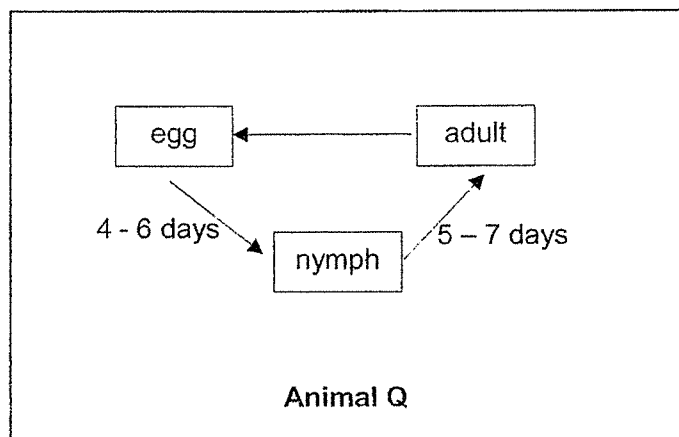 egg
adult
4 - 6 days
5 – 7 days
nymph
Animal Q